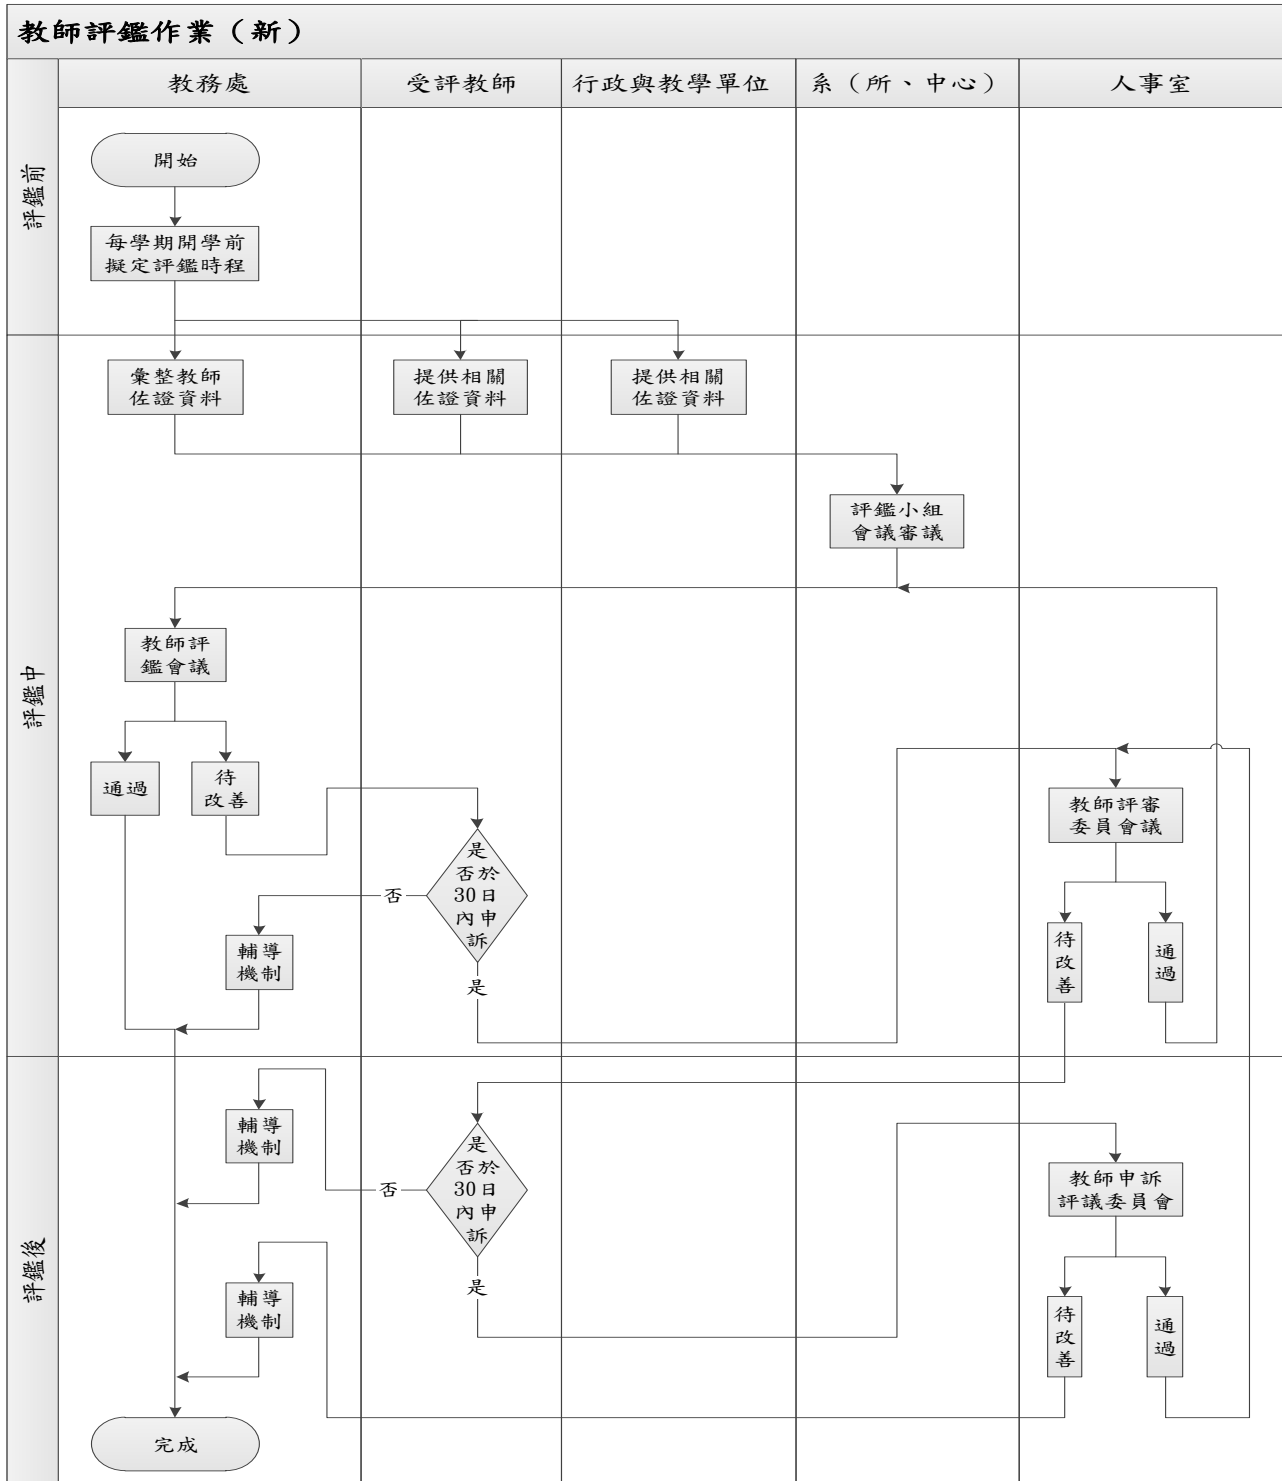 教師評鑑作業（新）
教務處
受評教師
行政與教學單位
系（所、中心）
人事室
評鑑前
開始
每學期開學前
擬定評鑑時程
評鑑中
彙整教師
佐證資料
提供相關
佐證資料
提供相關
佐證資料
評鑑小組
會議審議
教師評
鑑會議
通過
待
改善
是
否於
30日
內申
訴
否
是
輔導
機制
教師評審
委員會議
待
改
善
通
過
評鑑後
輔導
機制
是
否於
30日
內申
訴
否
是
教師申訴
評議委員會
輔導
機制
待
改
善
通
過
完成